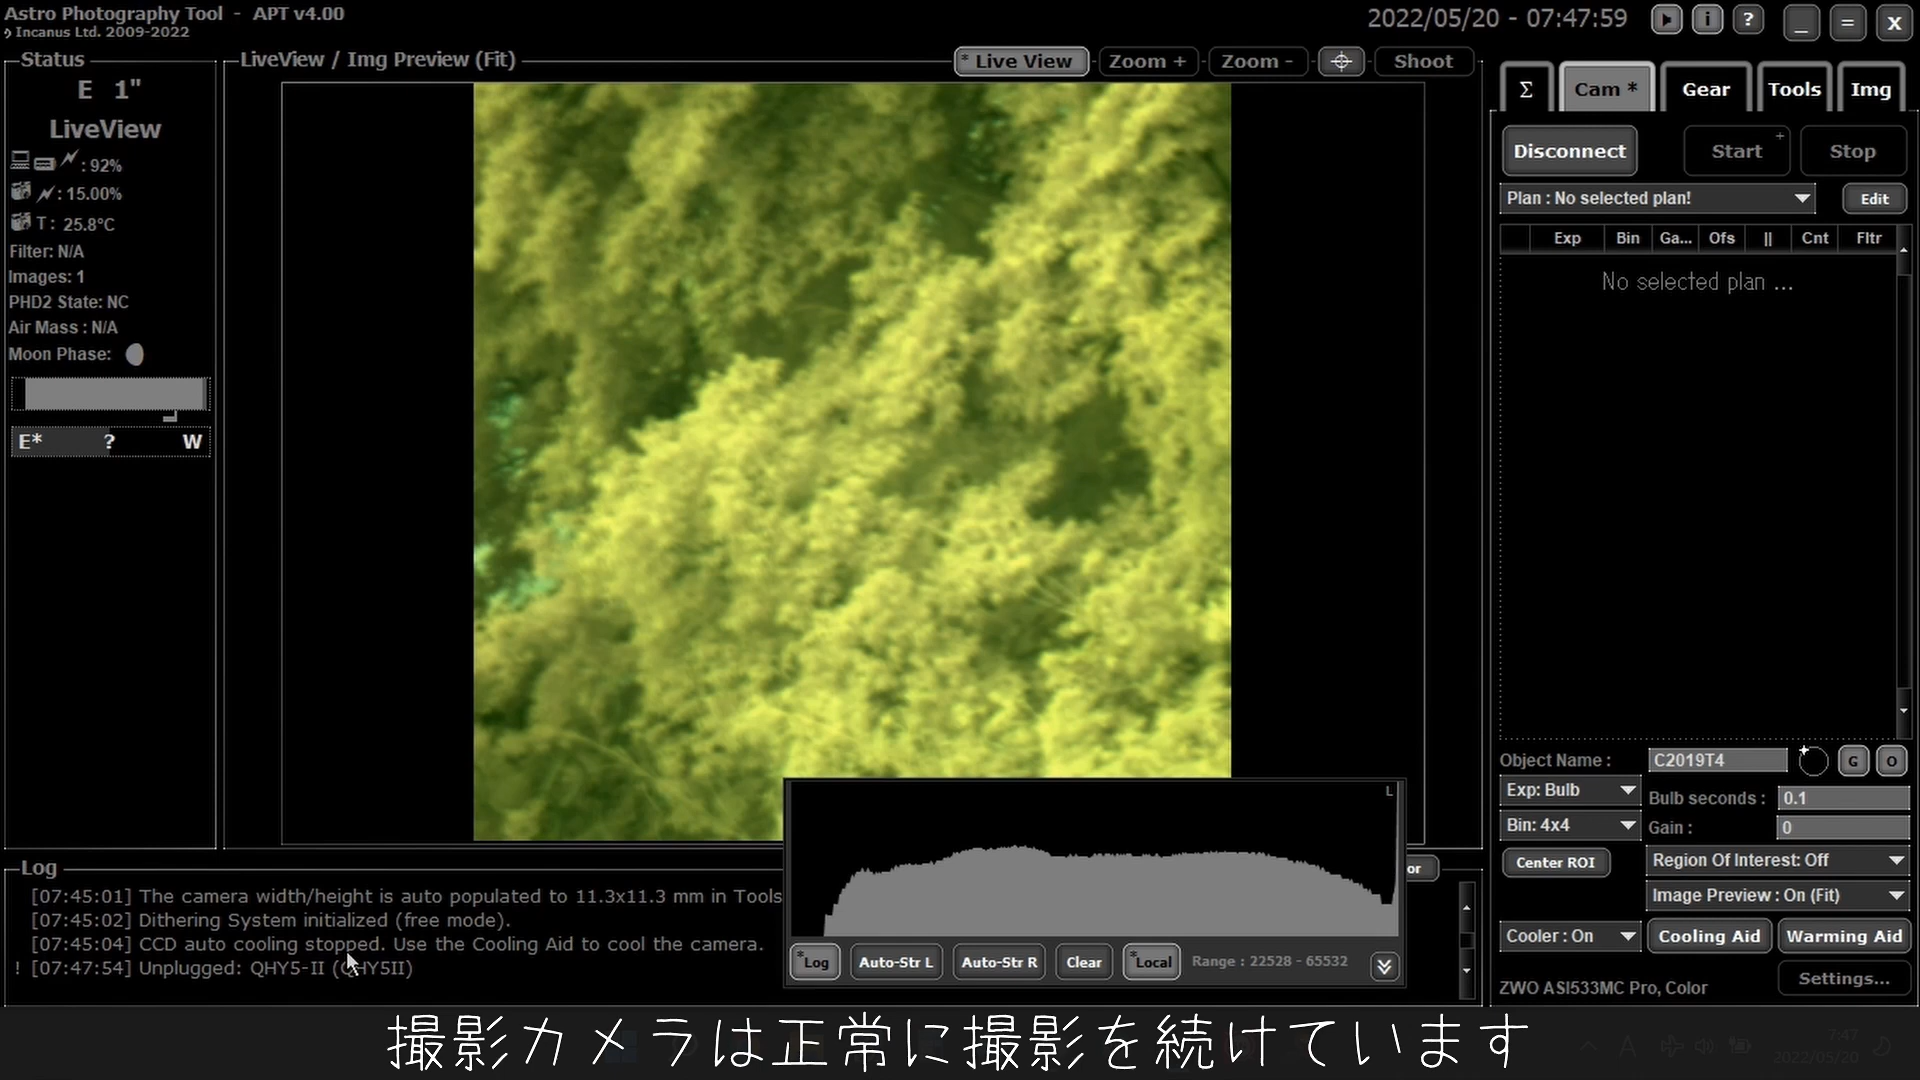 Astro Photography Tool - APT v4.00
Incanus Ltd. 2009-2022
2022/05/20 - 07:47:59
i
?
_
=
X
Status
E 1"
LiveView
: 92%
: 15.00%
T : 25.8°C
Filter: N/A
Images: 1
PHD2 State: NC
Air Mass : N/A
Moon Phase:
E* ? W
LiveView / Img Preview (Fit)
* Live View
Zoom +
Zoom -
Shoot
Σ
Cam *
Gear
Tools
Img
Disconnect
Start +
Stop
Plan : No selected plan!
Edit
Exp Bin Ga... Ofs || Cnt Fltr
No selected plan ...
Object Name : C2019T4
G
O
Exp: Bulb
Bulb seconds : 0.1
Bin: 4x4
Gain : 0
Center ROI
Region Of Interest: Off
Image Preview : On (Fit)
Cooler : On
Cooling Aid
Warming Aid
ZWO ASI533MC Pro, Color
Settings...
Log
[07:45:01] The camera width/height is auto populated to 11.3x11.3 mm in Tools
[07:45:02] Dithering System initialized (free mode).
[07:45:04] CCD auto cooling stopped. Use the Cooling Aid to cool the camera.
! [07:47:54] Unplugged: QHY5-II (QHY5II)
L
*Log
Auto-Str L
Auto-Str R
Clear
*Local
Range : 22528 - 65532
or
撮影カメラは正常に撮影を続けています
A
7:47
2022/05/20